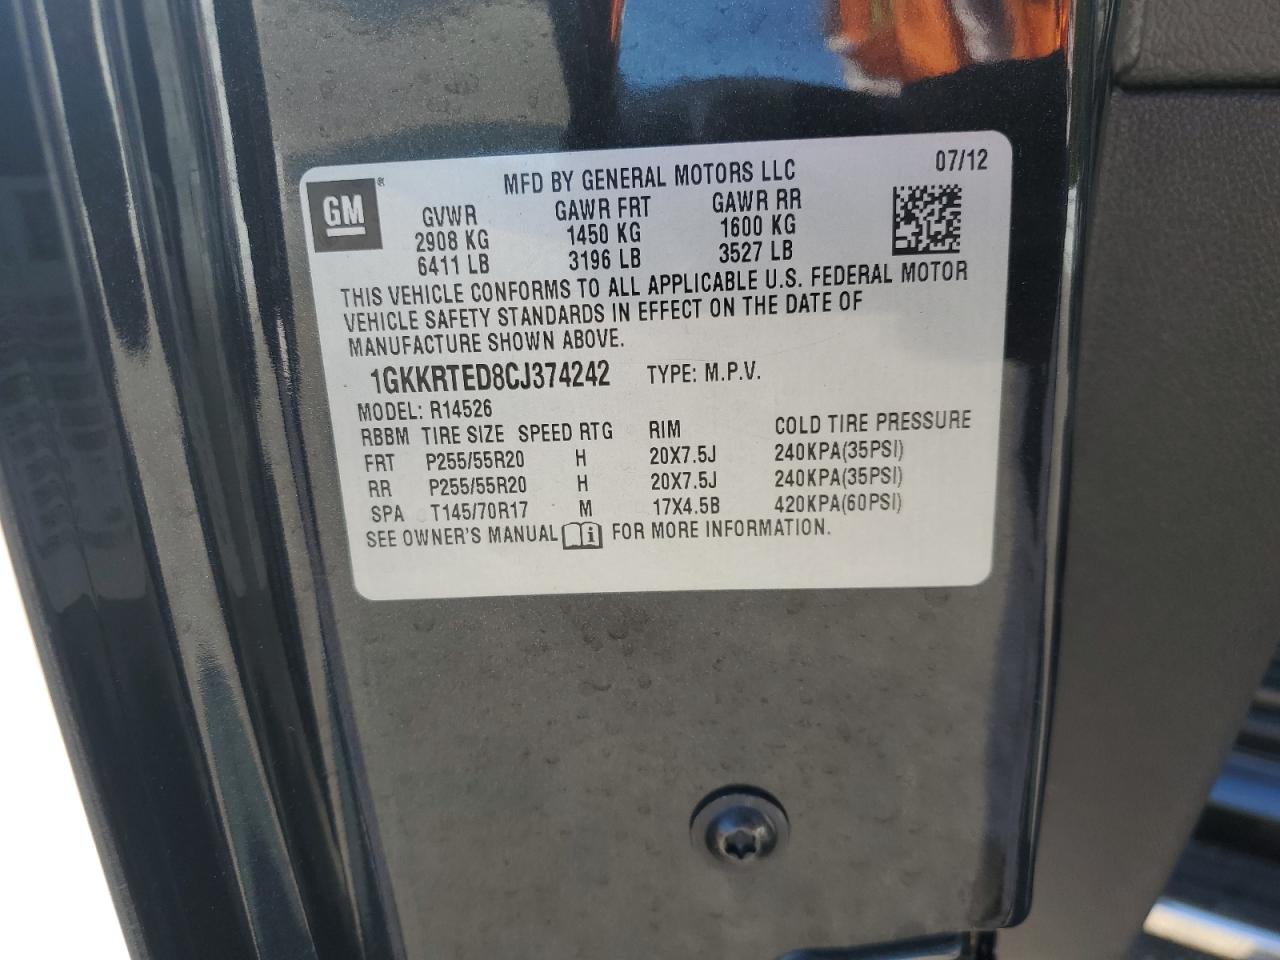 MFD BY GENERAL MOTORS LLC 07/12
GM®
GVWR GAWR FRT GAWR RR
2908 KG 1450 KG 1600 KG
6411 LB 3196 LB 3527 LB
THIS VEHICLE CONFORMS TO ALL APPLICABLE U.S. FEDERAL MOTOR
VEHICLE SAFETY STANDARDS IN EFFECT ON THE DATE OF
MANUFACTURE SHOWN ABOVE.
1GKKRTED8CJ374242 TYPE: M.P.V.
MODEL: R14526
RBBM TIRE SIZE SPEED RTG RIM COLD TIRE PRESSURE
FRT P255/55R20 H 20X7.5J 240KPA(35PSI)
RR P255/55R20 H 20X7.5J 240KPA(35PSI)
SPA T145/70R17 M 17X4.5B 420KPA(60PSI)
SEE OWNER'S MANUAL i FOR MORE INFORMATION.